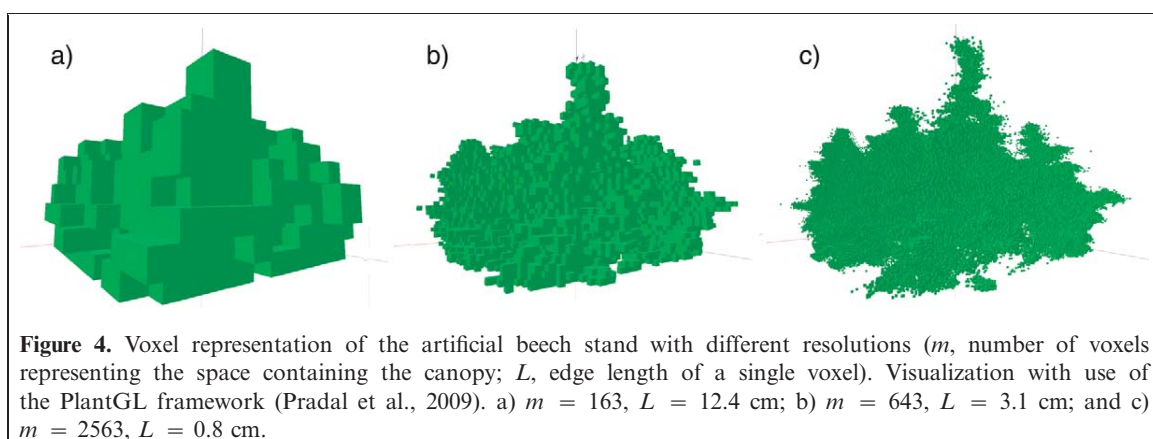 a) b) c)
Figure 4. Voxel representation of the artificial beech stand with different resolutions (m, number of voxels
representing the space containing the canopy; L, edge length of a single voxel). Visualization with use of
the PlantGL framework (Pradal et al., 2009). a) m = 163, L = 12.4 cm; b) m = 643, L = 3.1 cm; and c)
m = 2563, L = 0.8 cm.